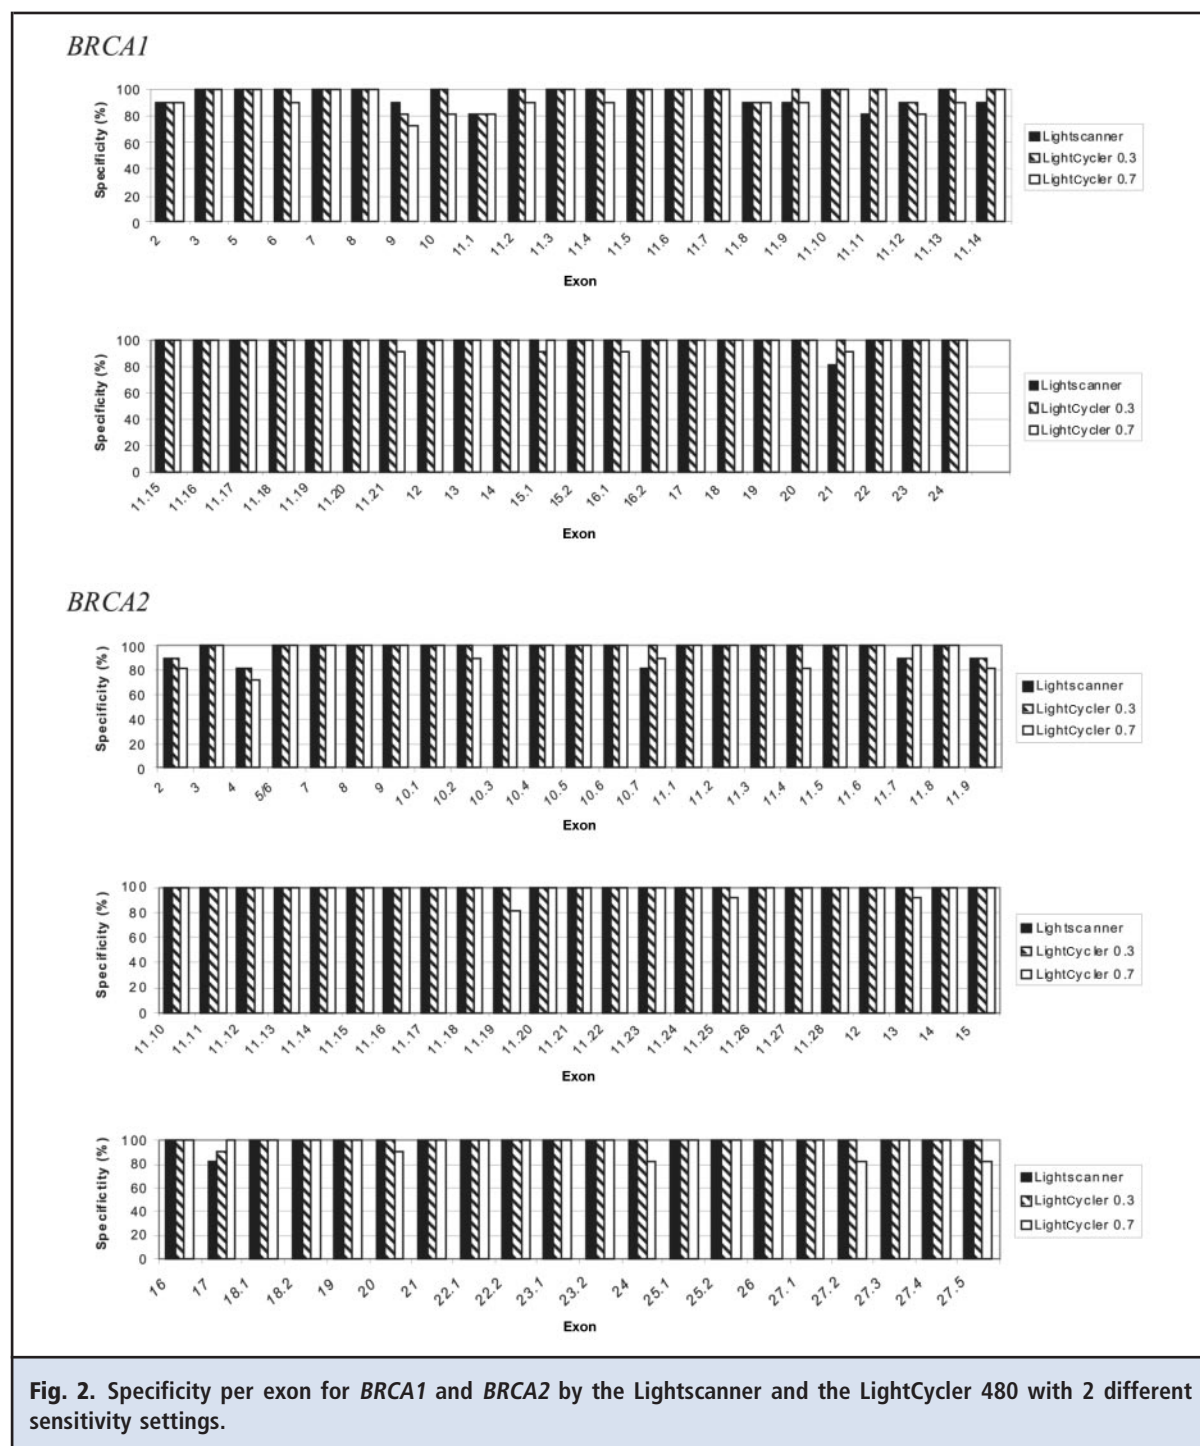 BRCA1
Specificity (%)
100
80
60
40
20
0
2 3 5 6 7 8 9 10 11.1 11.2 11.3 11.4 11.5 11.6 11.7 11.8 11.9 11.10 11.11 11.12 11.13 11.14
Exon
Lightscanner
LightCycler 0.3
LightCycler 0.7
Specificity (%)
100
80
60
40
20
0
11.15 11.16 11.17 11.18 11.19 11.20 11.21 12 13 14 15.1 15.2 16.1 16.2 17 18 19 20 21 22 23 24
Exon
Lightscanner
LightCycler 0.3
LightCycler 0.7
BRCA2
Specificity (%)
100
80
60
40
20
0
2 3 4 5/6 7 8 9 10.1 10.2 10.3 10.4 10.5 10.6 10.7 11.1 11.2 11.3 11.4 11.5 11.6 11.7 11.8 11.9
Exon
Lightscanner
LightCycler 0.3
LightCycler 0.7
Specificity (%)
100
80
60
40
20
0
11.10 11.11 11.12 11.13 11.14 11.15 11.16 11.17 11.18 11.19 11.20 11.21 11.22 11.23 11.24 11.25 11.26 11.27 11.28 12 13 14 15
Exon
Lightscanner
LightCycler 0.3
LightCycler 0.7
Specifictity (%)
100
80
60
40
20
0
16 17 18.1 18.2 19 20 21 22.1 22.2 23.1 23.2 24 25.1 25.2 26 27.1 27.2 27.3 27.4 27.5
Exon
Lightscanner
LightCycler 0.3
LightCycler 0.7
Fig. 2. Specificity per exon for BRCA1 and BRCA2 by the Lightscanner and the LightCycler 480 with 2 different
sensitivity settings.